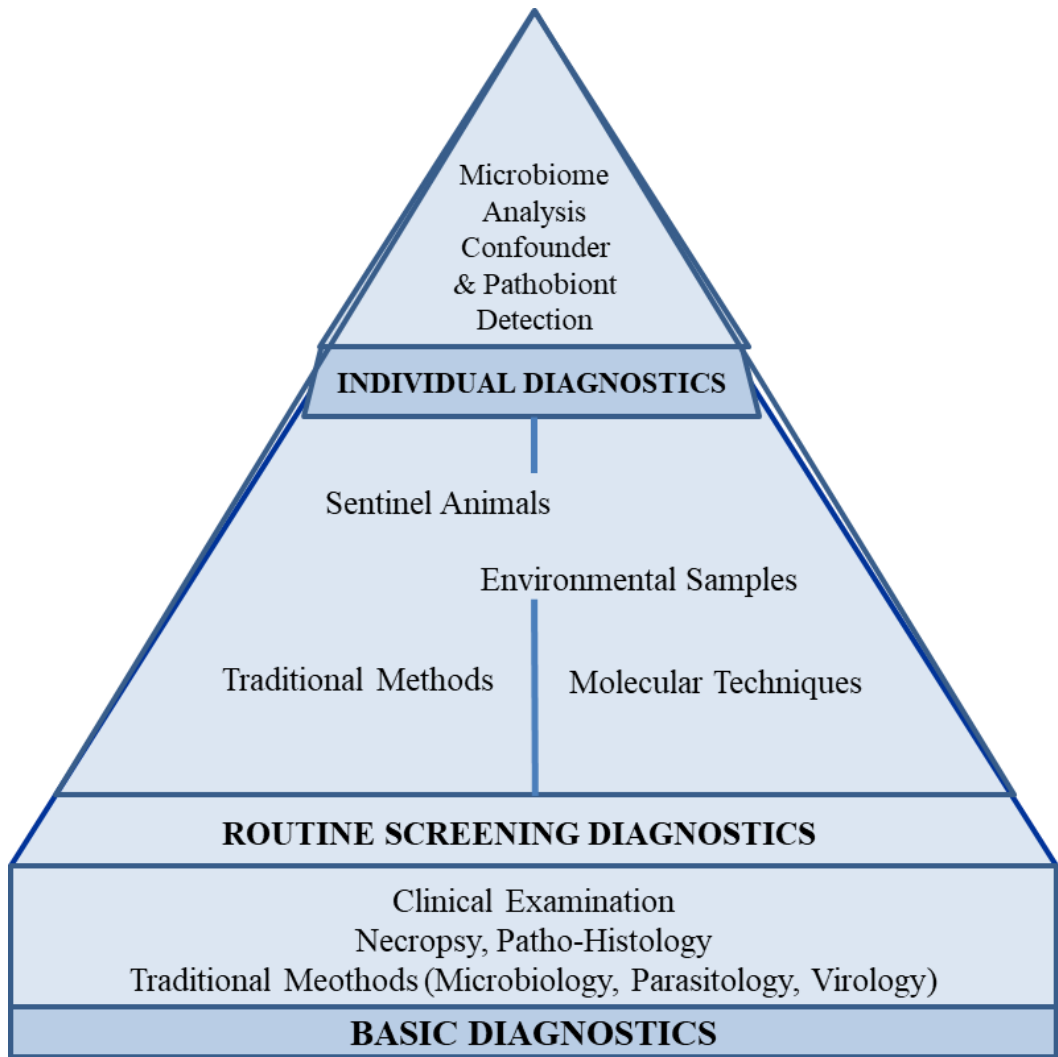 Microbiome
Analysis
Confounder
& Pathobiont
Detection
INDIVIDUAL DIAGNOSTICS
Sentinel Animals
Environmental Samples
Traditional Methods
Molecular Techniques
ROUTINE SCREENING DIAGNOSTICS
Clinical Examination
Necropsy, Patho-Histology
Traditional Meothods (Microbiology, Parasitology, Virology)
BASIC DIAGNOSTICS